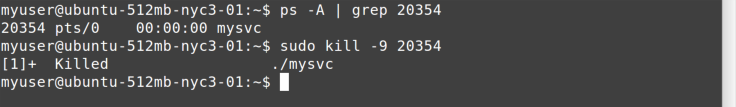 myuser@ubuntu-512mb-nyc3-01:~$ ps -A | grep 20354
20354 pts/0    00:00:00 mysvc
myuser@ubuntu-512mb-nyc3-01:~$ sudo kill -9 20354
[1]+  Killed                  ./mysvc
myuser@ubuntu-512mb-nyc3-01:~$